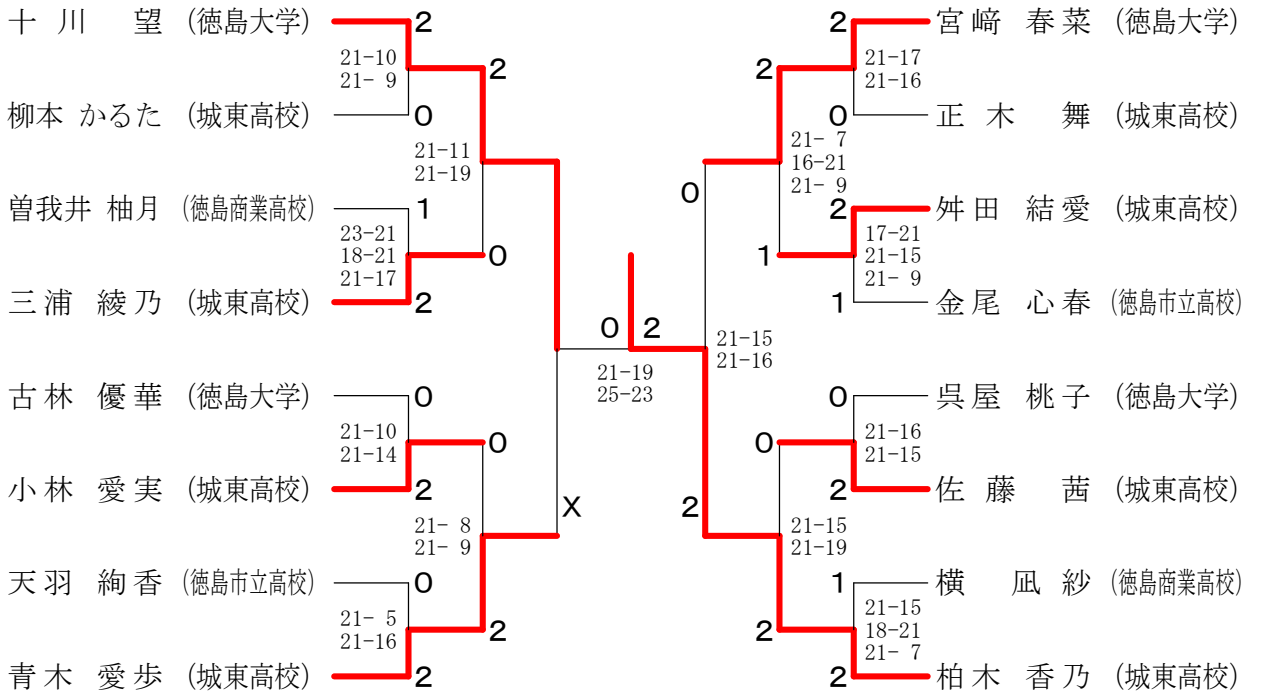 十川 望 (徳島大学) 2
21-10
21- 9
2
柳本 かるた (城東高校) 0
21-11
21-19
曽我井 柚月 (徳島商業高校) 1
23-21
18-21
21-17
0
三浦 綾乃 (城東高校) 2
古林 優華 (徳島大学) 0
21-10
21-14
0
小林 愛実 (城東高校) 2
21- 8
21- 9
X
天羽 絢香 (徳島市立高校) 0
21- 5
21-16
2
青木 愛歩 (城東高校) 2
0 2
21-19
25-23
2 宮﨑 春菜 (徳島大学)
2
21-17
21-16
0 正木 舞 (城東高校)
21- 7
16-21
21- 9
0
2 舛田 結愛 (城東高校)
1
17-21
21-15
21- 9
1 金尾 心春 (徳島市立高校)
21-15
21-16
0 呉屋 桃子 (徳島大学)
0
21-16
21-15
2 佐藤 茜 (城東高校)
2
21-15
21-19
1 横 凪紗 (徳島商業高校)
2
21-15
18-21
21- 7
2 柏木 香乃 (城東高校)